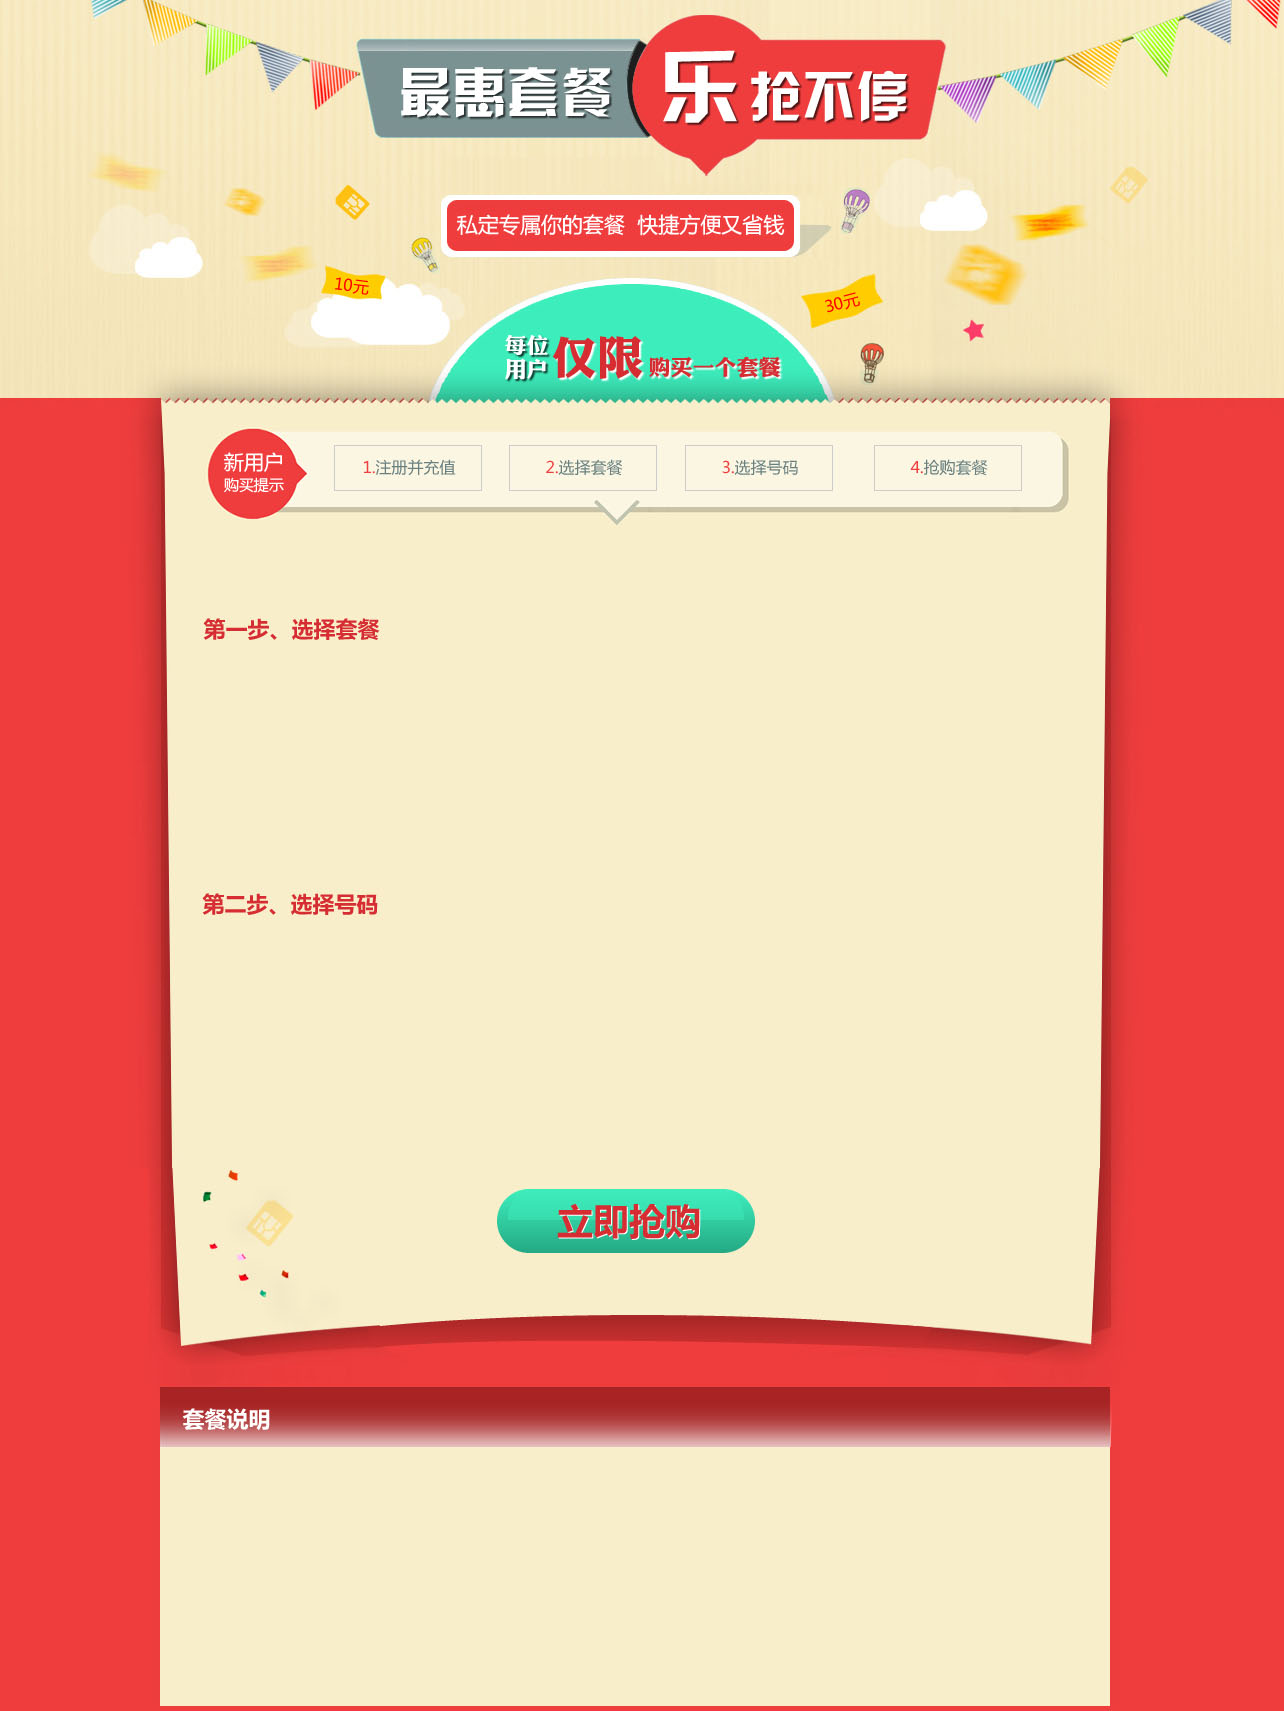 最惠套餐 乐 抢不停
私定专属你的套餐 快捷方便又省钱
10元
30元
每位用户 仅限 购买一个套餐
新用户
购买提示
1.注册并充值
2.选择套餐
3.选择号码
4.抢购套餐
第一步、选择套餐
第二步、选择号码
立即抢购
套餐说明